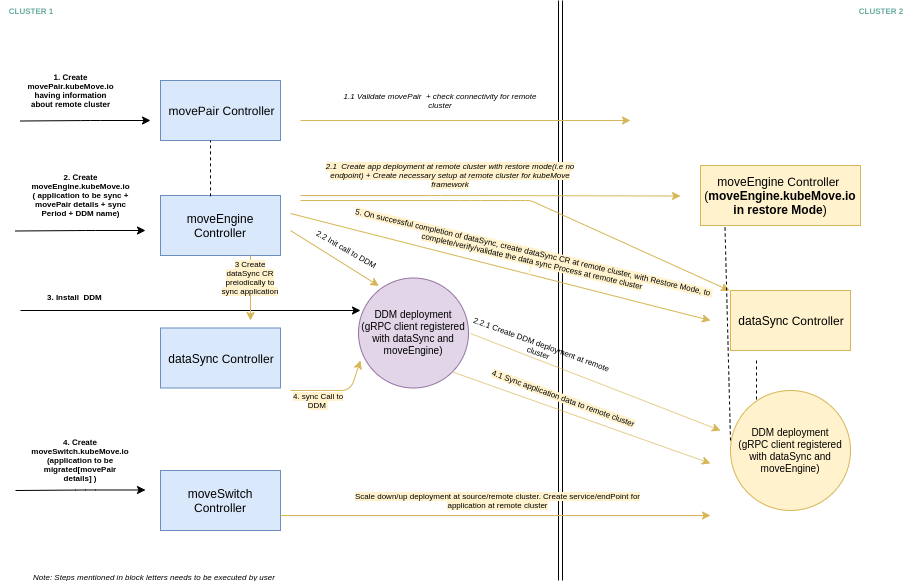 CLUSTER 1
CLUSTER 2
1. Create
movePair.kubeMove.io
having information
about remote cluster
movePair Controller
1.1 Validate movePair + check connectivity for remote
cluster
2. Create
moveEngine.kubeMove.io
( application to be sync +
movePair details + sync
Period + DDM name)
moveEngine
Controller
2.1 Create app deployment at remote cluster with restore mode(i.e no
endpoint) + Create necessary setup at remote cluster for kubeMove
framework
moveEngine Controller
(moveEngine.kubeMove.io
in restore Mode)
5. On successful completion of dataSync, create dataSync CR at remote cluster, with Restore Mode, to
complete/verify/validate the data sync Process at remote cluster
2.2 Init call to DDM
3 Create
dataSync CR
preiodically to
sync application
3. Install DDM
DDM deployment
(gRPC client registered
with dataSync and
moveEngine)
dataSync Controller
2.2.1 Create DDM deployment at remote
cluster
dataSync Controller
4. sync Call to
DDM
4.1 Sync application data to remote cluster
DDM deployment
(gRPC client registered
with dataSync and
moveEngine)
4. Create
moveSwitch.kubeMove.io
(application to be
migrated[movePair
details] )
moveSwitch
Controller
Scale down/up deployment at source/remote cluster. Create service/endPoint for
application at remote cluster
Note: Steps mentioned in block letters needs to be executed by user